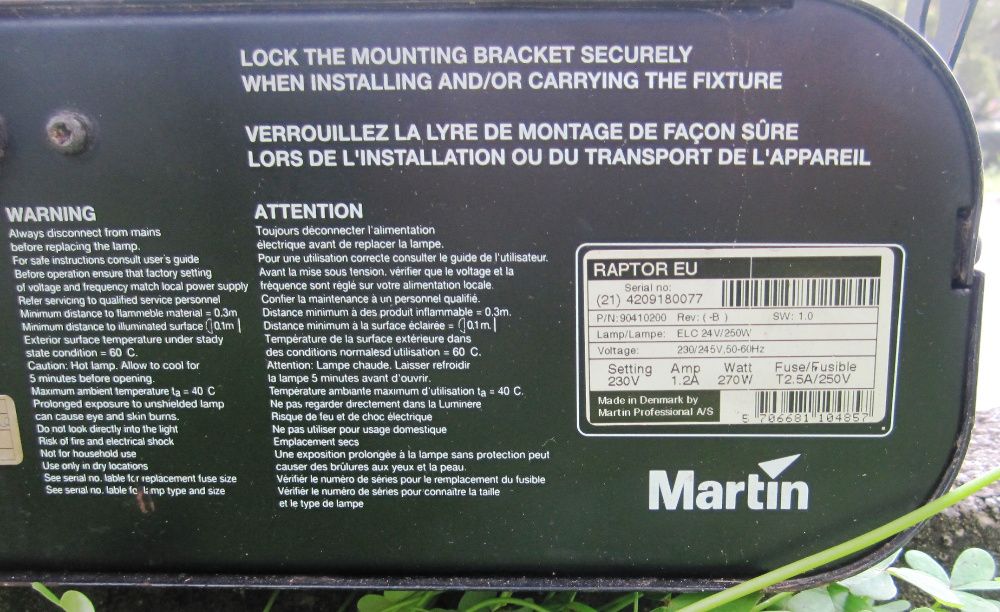 LOCK THE MOUNTING BRACKET SECURELY
WHEN INSTALLING AND/OR CARRYING THE FIXTURE
VERROUILLEZ LA LYRE DE MONTAGE DE FAÇON SÛRE
LORS DE L'INSTALLATION OU DU TRANSPORT DE L'APPAREIL
WARNING
Always disconnect from mains
before replacing the lamp.
For safe instructions consult user's guide
Before operation ensure that factory setting
of voltage and frequency match local power supply
Refer servicing to qualified service personnel
Minimum distance to flammeble material = 0.3m
Minimum distance to illuminated surface 0.1m
Exterior surface temperature under stady
state condition = 60 C.
Caution: Hot lamp. Allow to cool for
5 minutes before opening.
Maximum ambient temperature ta = 40 C
Prolonged exposure to unshielded lamp
can cause eye and skin burns.
Do not look directly into the light
Risk of fire and electrical shock
Not for household use
Use only in dry locations
See serial no. lable for replacement fuse size
See serial no. lable for lamp type and size
ATTENTION
Toujours déconnecter l'alimentation
électrique avant de replacer la lampe.
Pour une utilisation correcte consulter le guide de l'utilisateur.
Avant la mise sous tension, vérifier que le voltage et la
fréquence sont réglé sur votre alimentation locale.
Confier la maintenance à un personnel qualifié.
Distance minimum à des produit inflammable = 0.3m.
Distance minimum à la surface éclairée = 0.1m.
Température de la surface extérieure dans
des conditions normalesd'utilisation = 60 C.
Attention: Lampe chaude. Laisser refroidir
la lampe 5 minutes avant d'ouvrir.
Température ambiante maximum d'utilisation ta = 40 C.
Ne pas regarder directement dans la Luminere
Risque de feu et de choc électrique
Ne pas utiliser pour usage domestique
Emplacement secs
Une exposition prolongée à la lampe sans protection peut
causer des brûlures aux yeux et la peau.
Vérifier le numéro de séries pour le remplacement du fusible
Vérifiér le numéro de séries pour connaître la taille
et le type de lampe
RAPTOR EU
Serial no:
(21) 4209180077
P/N: 90410200 Rev: (-B ) SW: 1.0
Lamp/Lampe: ELC 24V/250W
Voltage: 230/245V,50-60Hz
Setting Amp Watt Fuse/Fusible
230V 1.2A 270W T2.5A/250V
Made in Denmark by
Martin Professional A/S
5 706681 104857
Martin